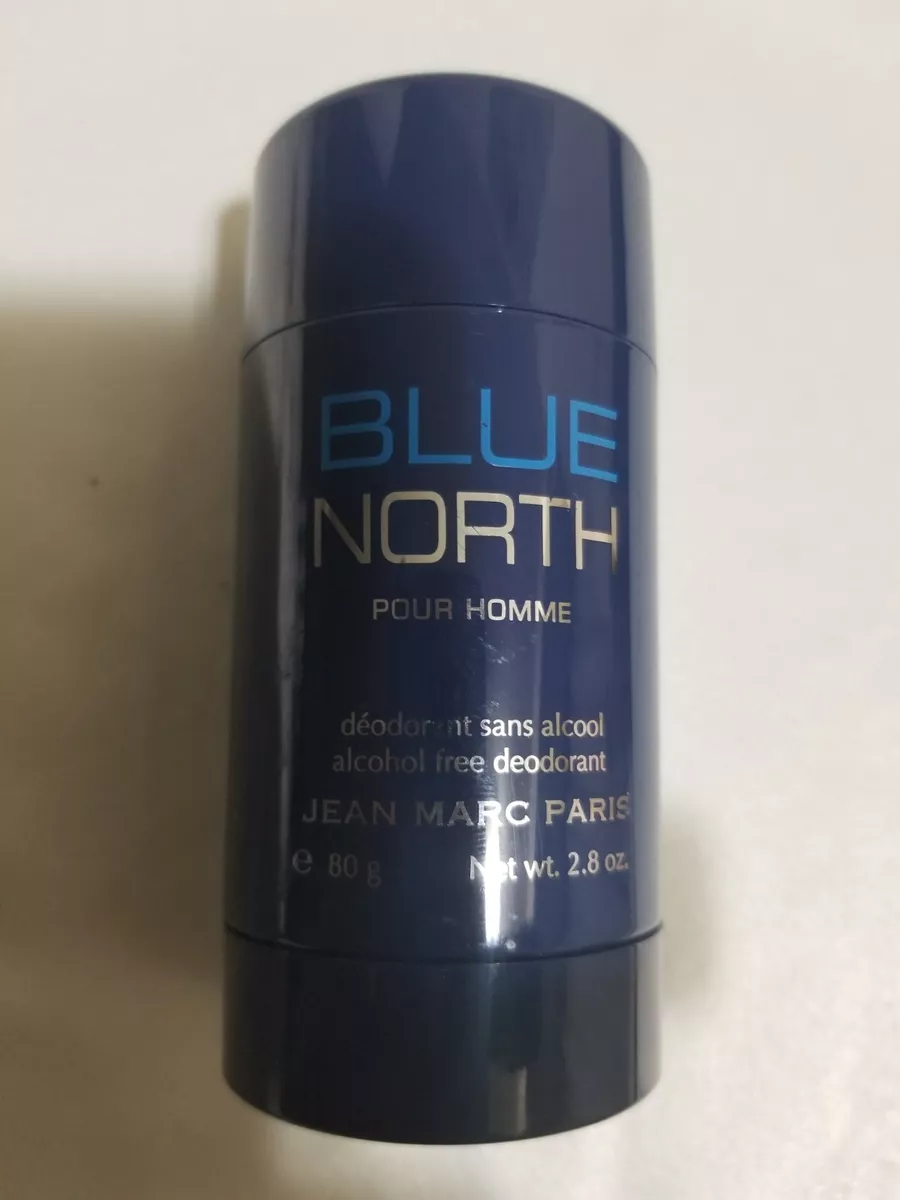 BLUE
NORTH
POUR HOMME
déodorant sans alcool
alcohol free deodorant
JEAN MARC PARIS
e 80 g Net wt. 2.8 oz.